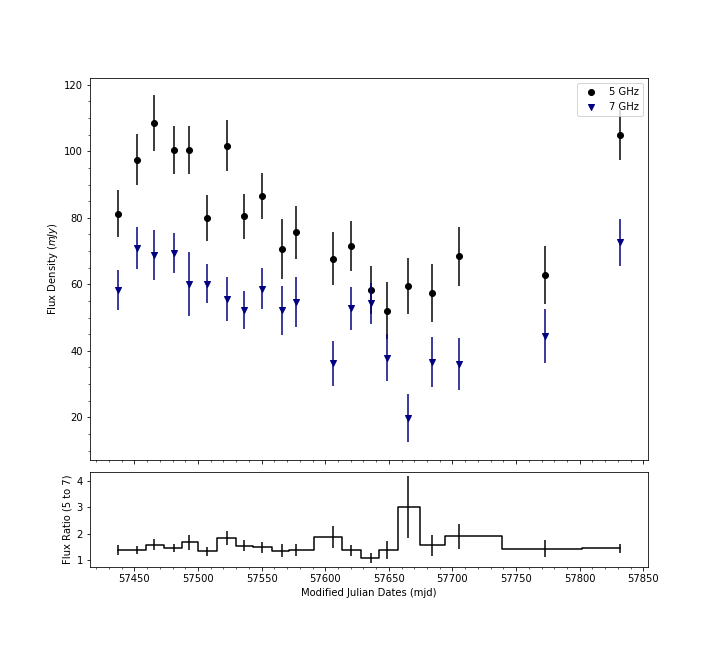 120
100
80
60
40
20
Flux Density (mJy)
5 GHz
7 GHz
4
3
2
1
Flux Ratio (5 to 7)
57450 57500 57550 57600 57650 57700 57750 57800 57850
Modified Julian Dates (mjd)